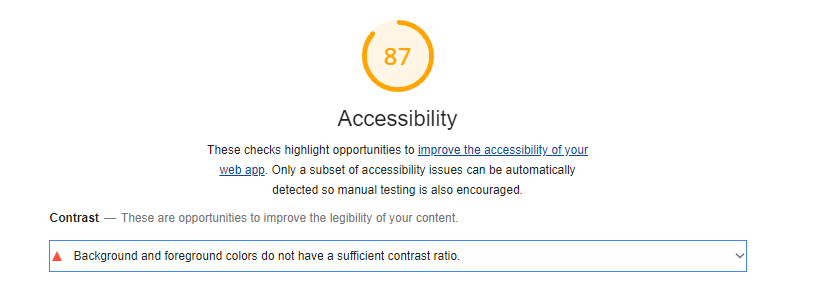 87
Accessibility
These checks highlight opportunities to improve the accessibility of your
web app. Only a subset of accessibility issues can be automatically
detected so manual testing is also encouraged.
Contrast — These are opportunities to improve the legibility of your content.
Background and foreground colors do not have a sufficient contrast ratio.